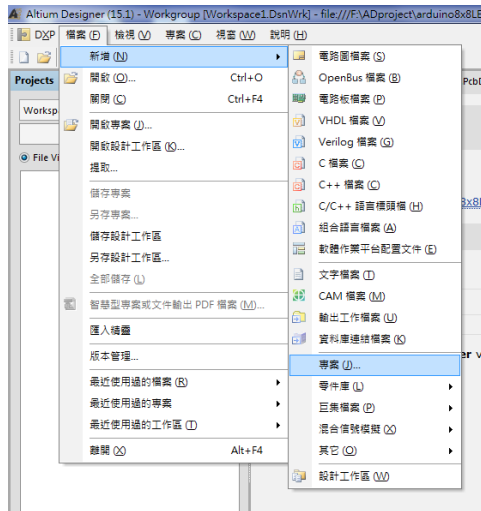 Altium Designer (15.1) - Workgroup [Workspace1.DsnWrk] - file:///F:\ADproject\arduino8x8LE
DXP 檔案 (F) 檢視 (V) 專案 (C) 視窗 (W) 說明 (H)
Projects
Worksp
File Vi
新增 (N)
開啟 (O)... Ctrl+O
關閉 (C) Ctrl+F4
開啟專案 (J)...
開啟設計工作區 (K)...
提取...
儲存專案
另存專案...
儲存設計工作區
另存設計工作區...
全部儲存 (L)
智慧型專案或文件輸出 PDF 檔案 (M)...
匯入精靈
版本管理...
最近使用過的檔案 (R)
最近使用過的專案
最近使用過的工作區 (T)
離開 (X) Alt+F4
電路圖檔案 (S)
OpenBus 檔案 (B)
電路板檔案 (P)
VHDL 檔案 (V)
Verilog 檔案 (G)
C 檔案 (C)
C++ 檔案 (C)
C/C++ 語言標頭檔 (H)
組合語言檔案 (A)
軟體作業平台配置文件 (E)
文字檔案 (T)
CAM 檔案 (M)
輸出工作檔案 (U)
資料庫連結檔案 (K)
專案 (J)...
零件庫 (L)
巨集檔案 (P)
混合信號模擬 (X)
其它 (O)
設計工作區 (W)
PcbD
8x8l
er v